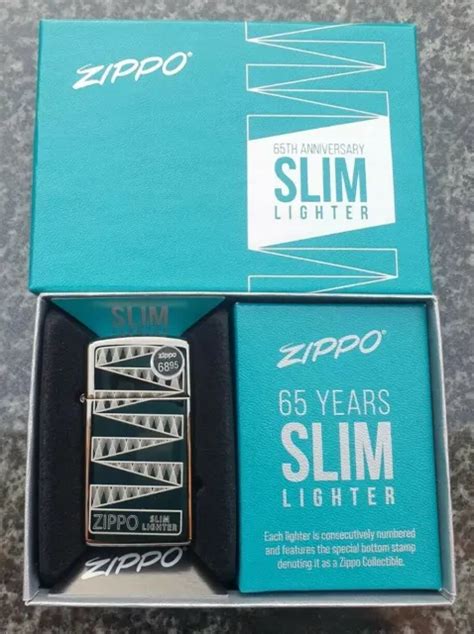 ZIPPO®
65TH ANNIVERSARY
SLIM
LIGHTER
SLIM
LIGHTER
zippo
68.95
ZIPPO SLIM
LIGHTER
ZIPPO
ZIPPO®
65 YEARS
SLIM
LIGHTER
Each lighter is consecutively numbered
and features the special bottom stamp
denoting it as a Zippo Collectible.